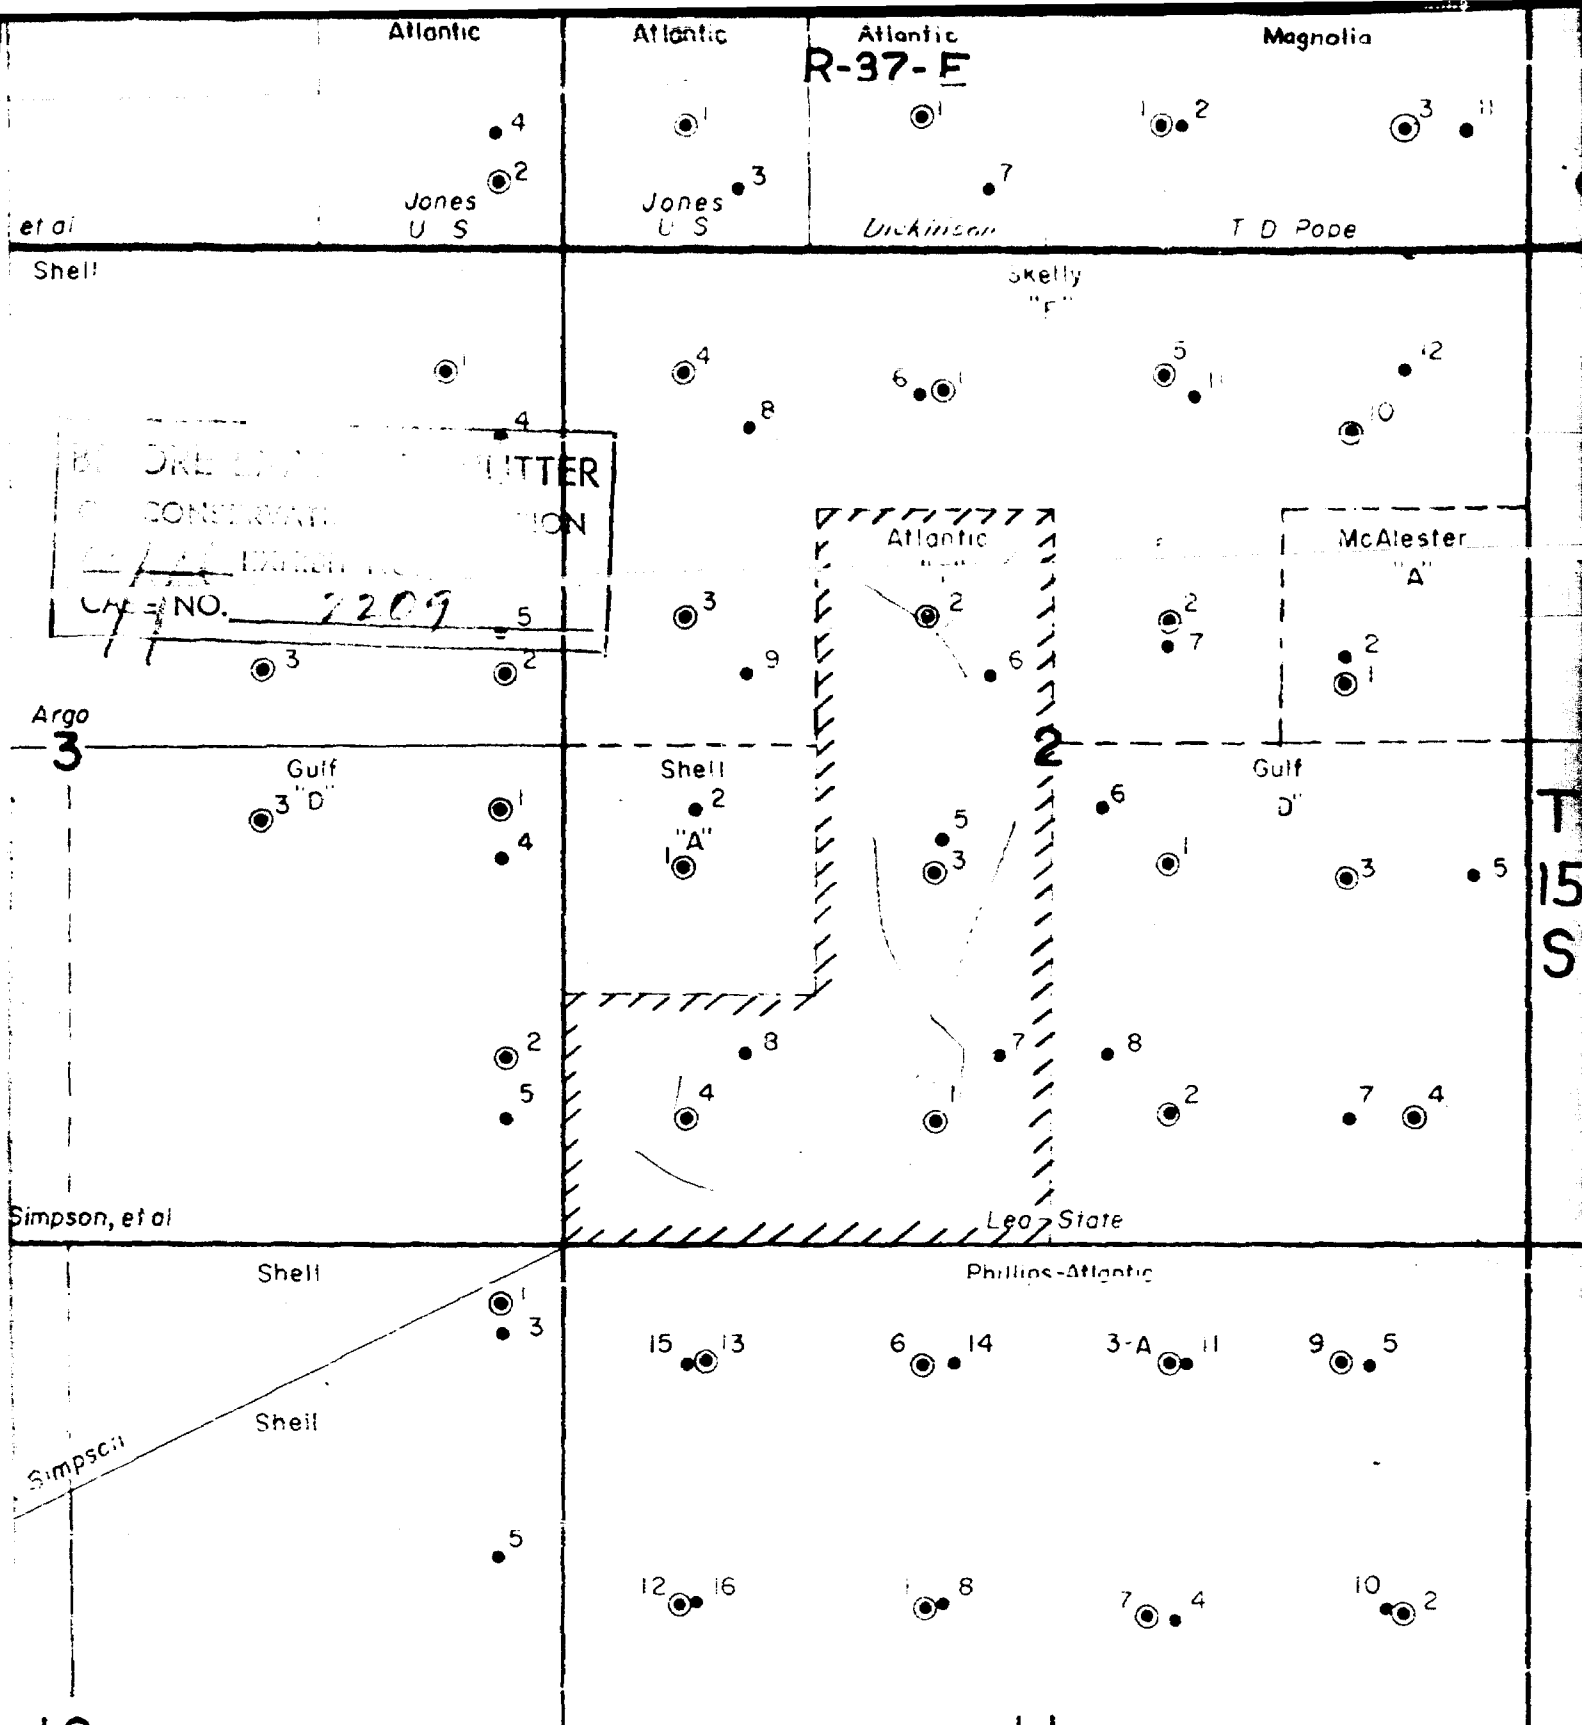 Atlantic Atlantic Atlantic Magnolia
R-37-E
4 1 1 1 2 3 11
2 3 7
Jones U S
Jones U S
Dickinson
T D Pope
et al
Shell
Skelly
1 4 6 1 5 11 12
4 8 10
UTTER
CASE NO. 2209
Atlantic
McAlester
"A"
5 3 2 2
3 2 9 6 7 2
1
Argo
3
2
Gulf
"D"
Shell
"A"
Gulf
D"
3 1 2 6
4 1 5 3 1 3 5
T
15
S
2 8 7 8
5 4 1 2 7 4
Simpson, et al
Lea State
Shell
Phillips-Atlantic
1
3 15 13 6 14 3-A 11 9 5
Shell
Simpson
5
12 16 1 8 7 4 10 2